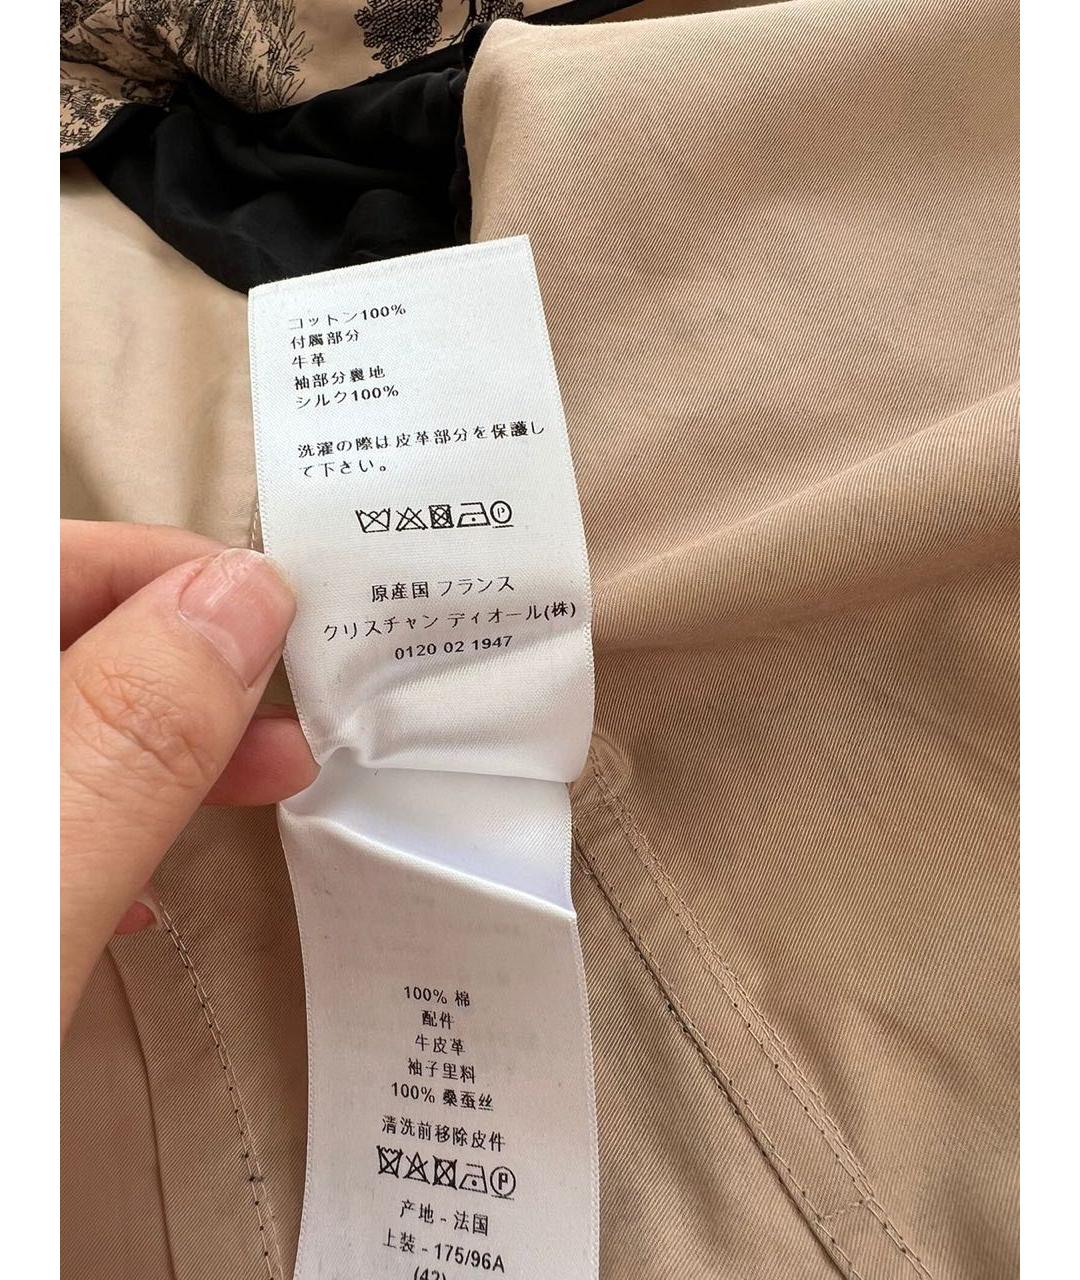 コットン100%
付属部分
牛革
袖部分裏地
シルク100%
洗濯の際は皮革部分を保護し
て下さい。
P
原産国 フランス
クリスチャン ディオール(株)
0120 02 1947
100% 棉
配件
牛皮革
袖子里料
100% 桑蚕丝
清洗前移除皮件
P
产地 - 法国
上装 - 175/96A
(42)